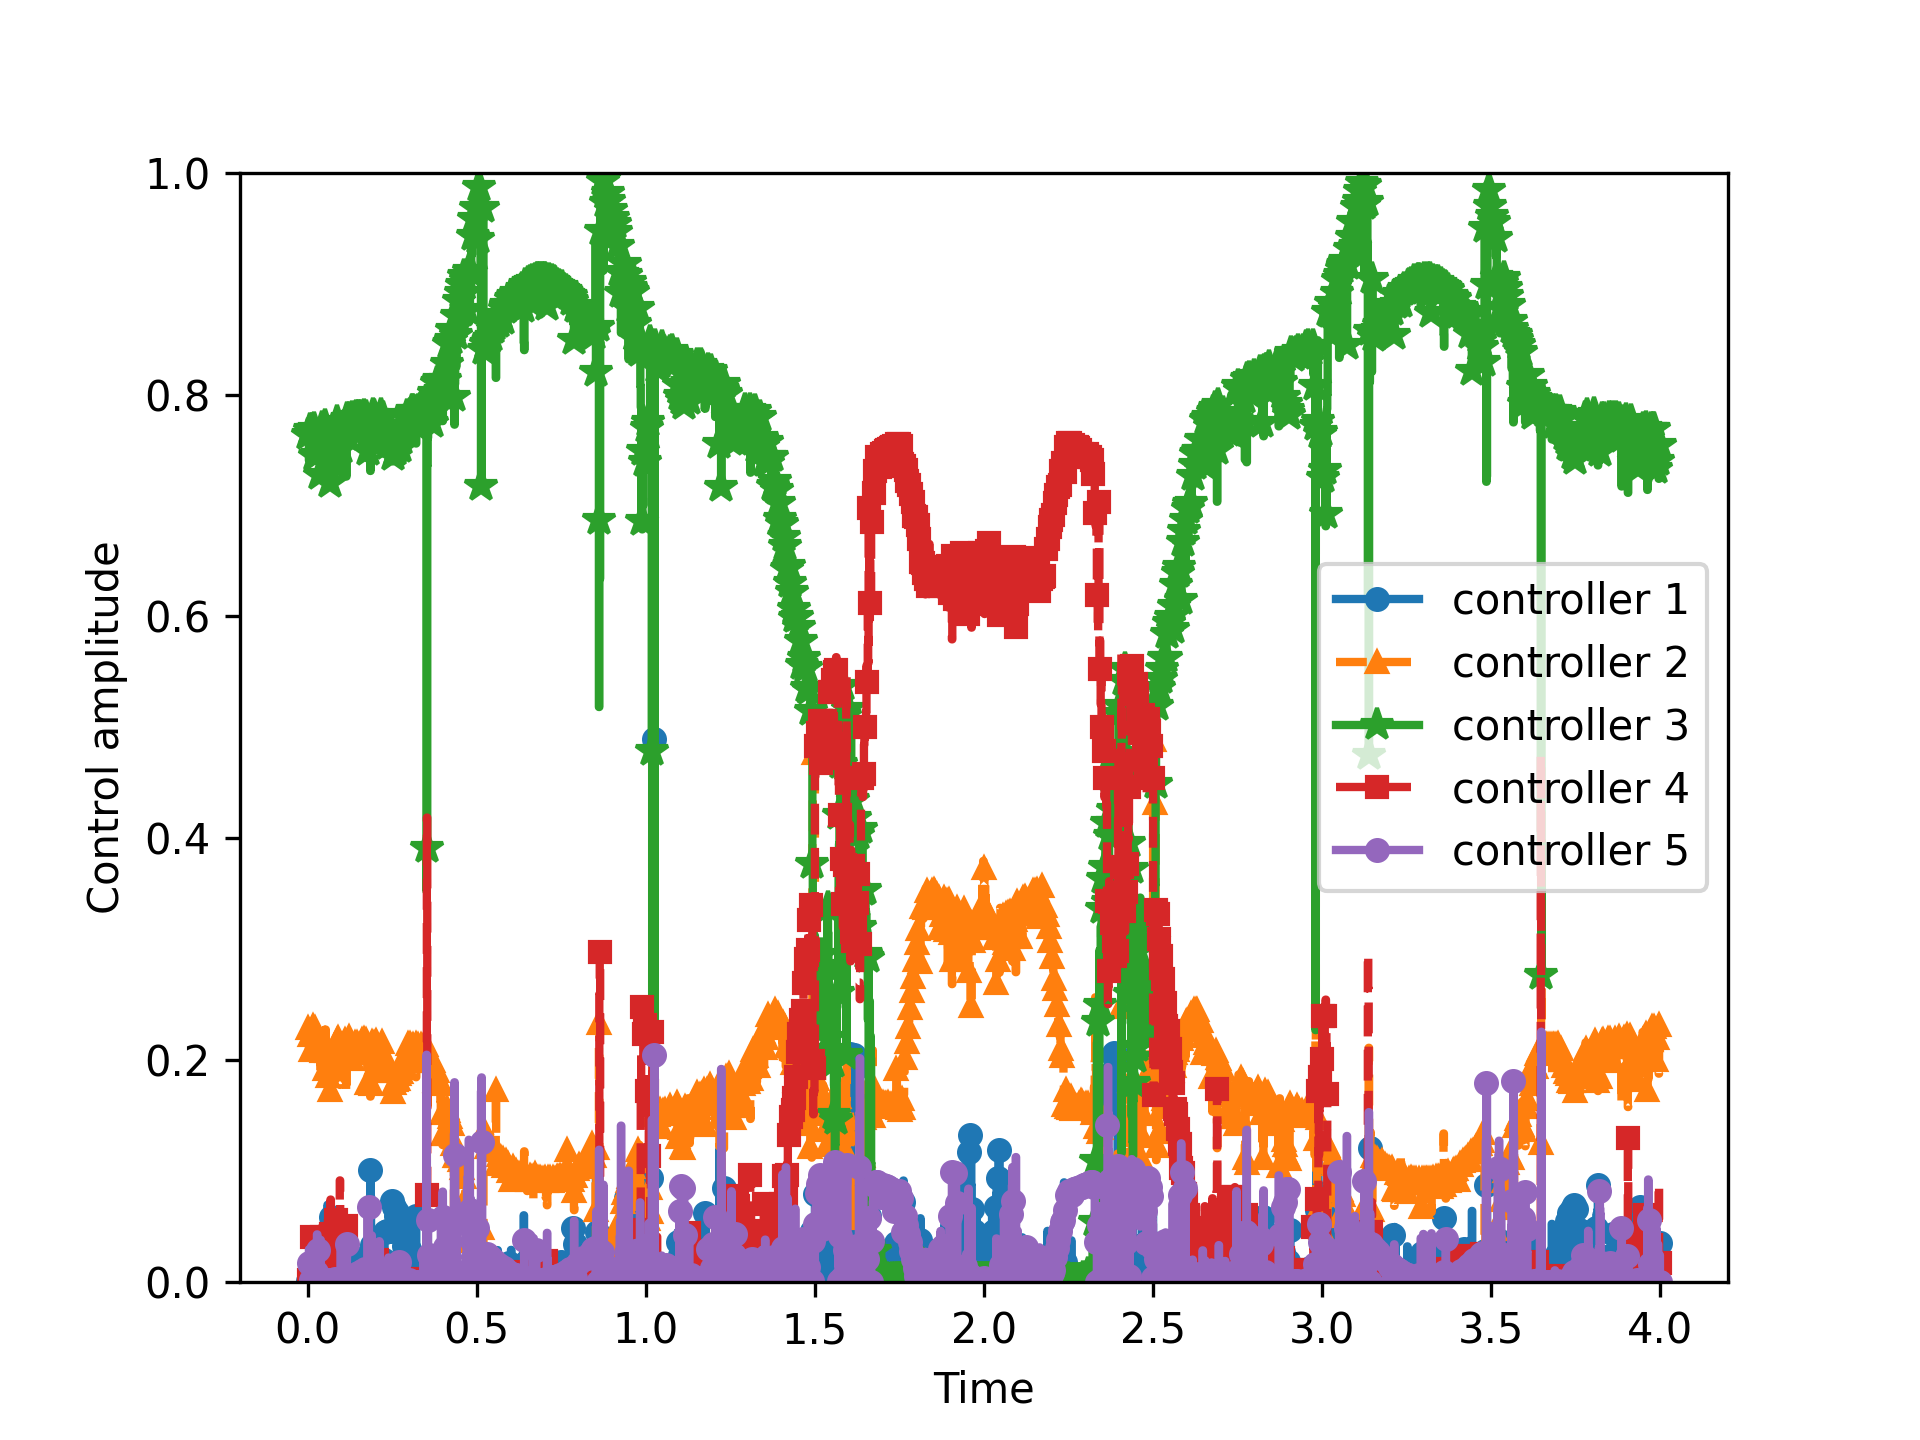 1.0
0.8
0.6
0.4
0.2
0.0
Control amplitude
controller 1
controller 2
controller 3
controller 4
controller 5
0.0 0.5 1.0 1.5 2.0 2.5 3.0 3.5 4.0
Time